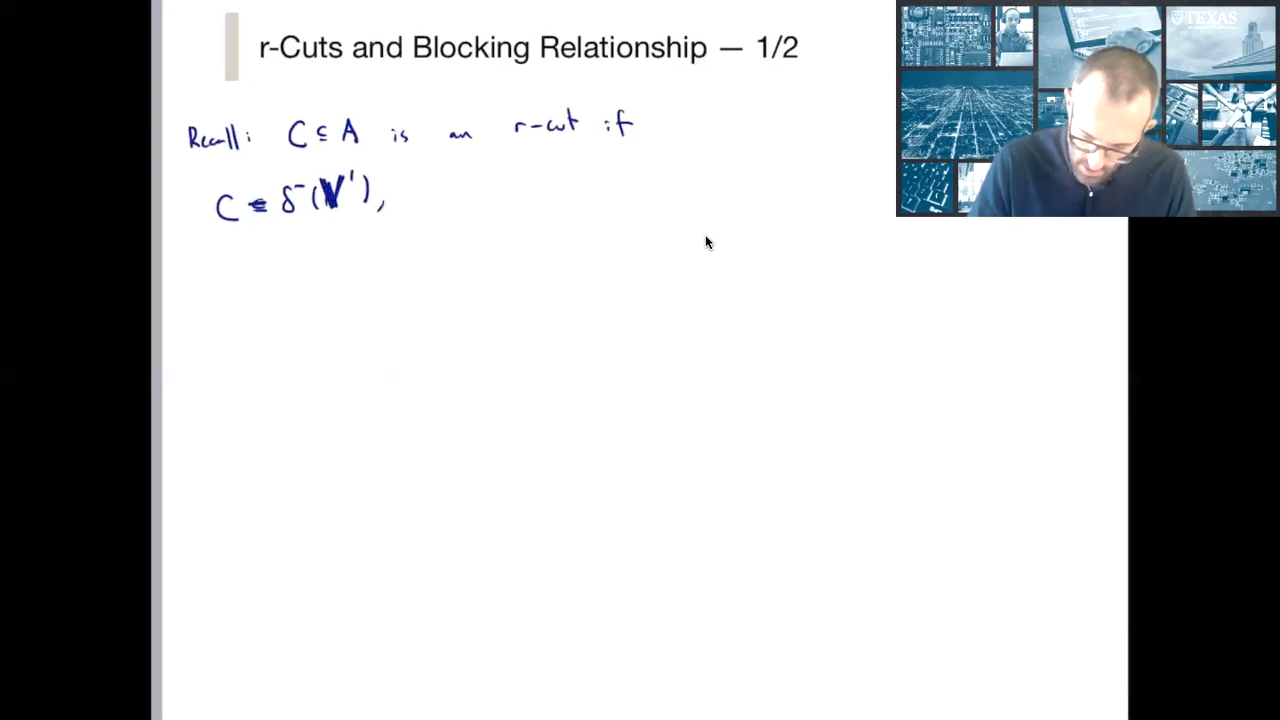 r-Cuts and Blocking Relationship — 1/2
TEXAS
Recall: C ⊆ A is an r-cut if
C = δ⁻(V'),